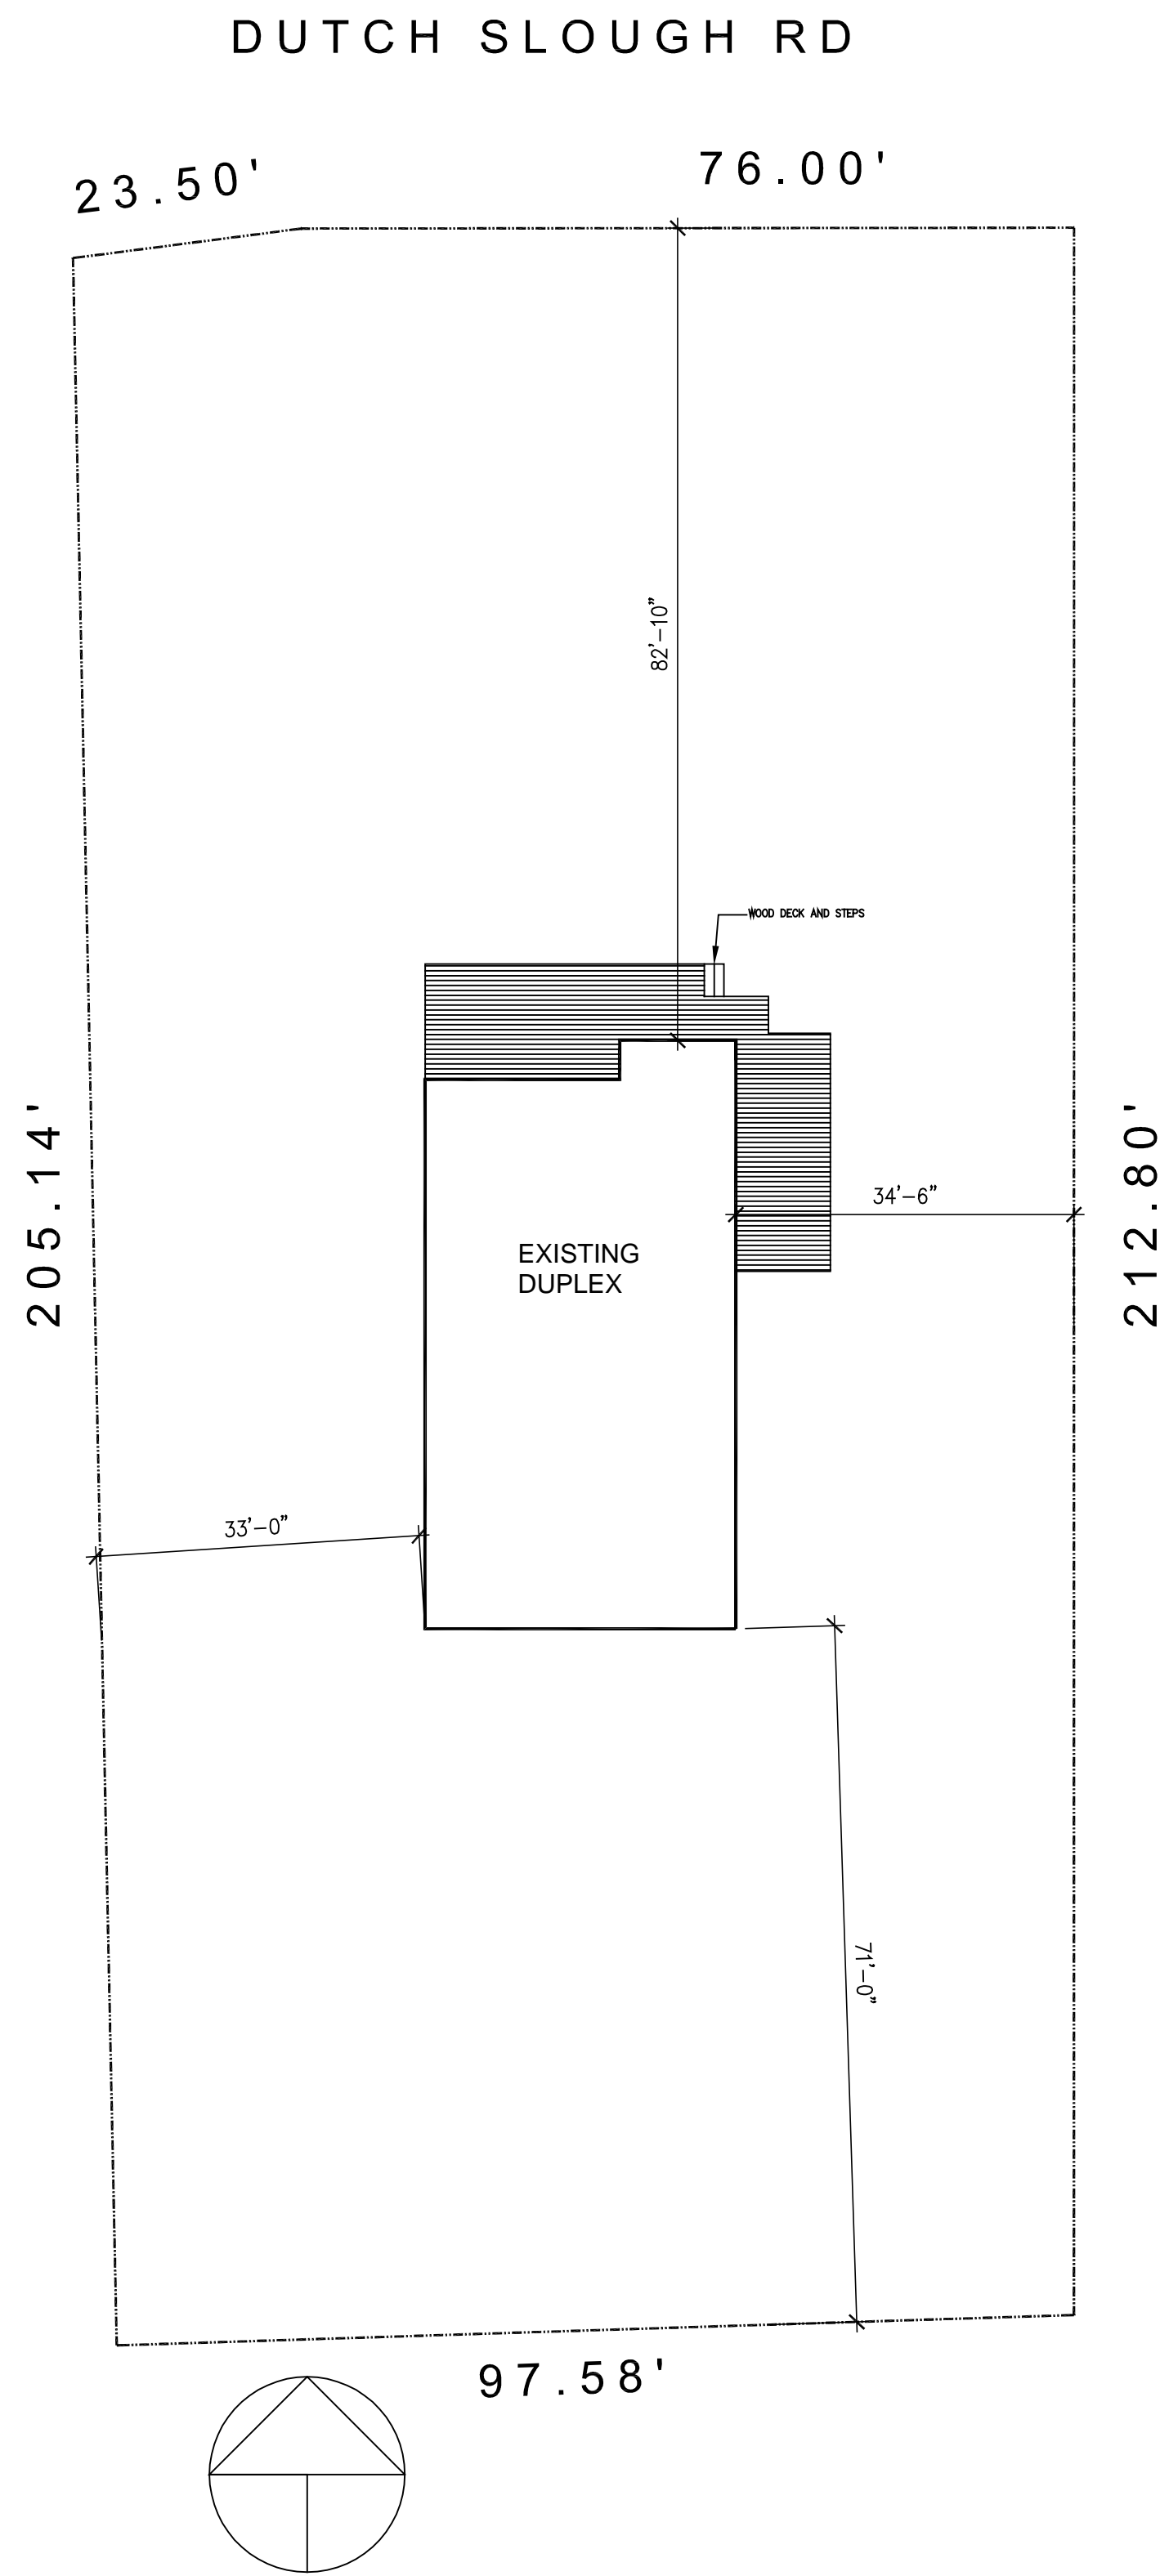 DUTCH SLOUGH RD
23.50'
76.00'
82'-10"
WOOD DECK AND STEPS
205.14'
212.80'
34'-6"
EXISTING
DUPLEX
33'-0"
71'-0"
97.58'